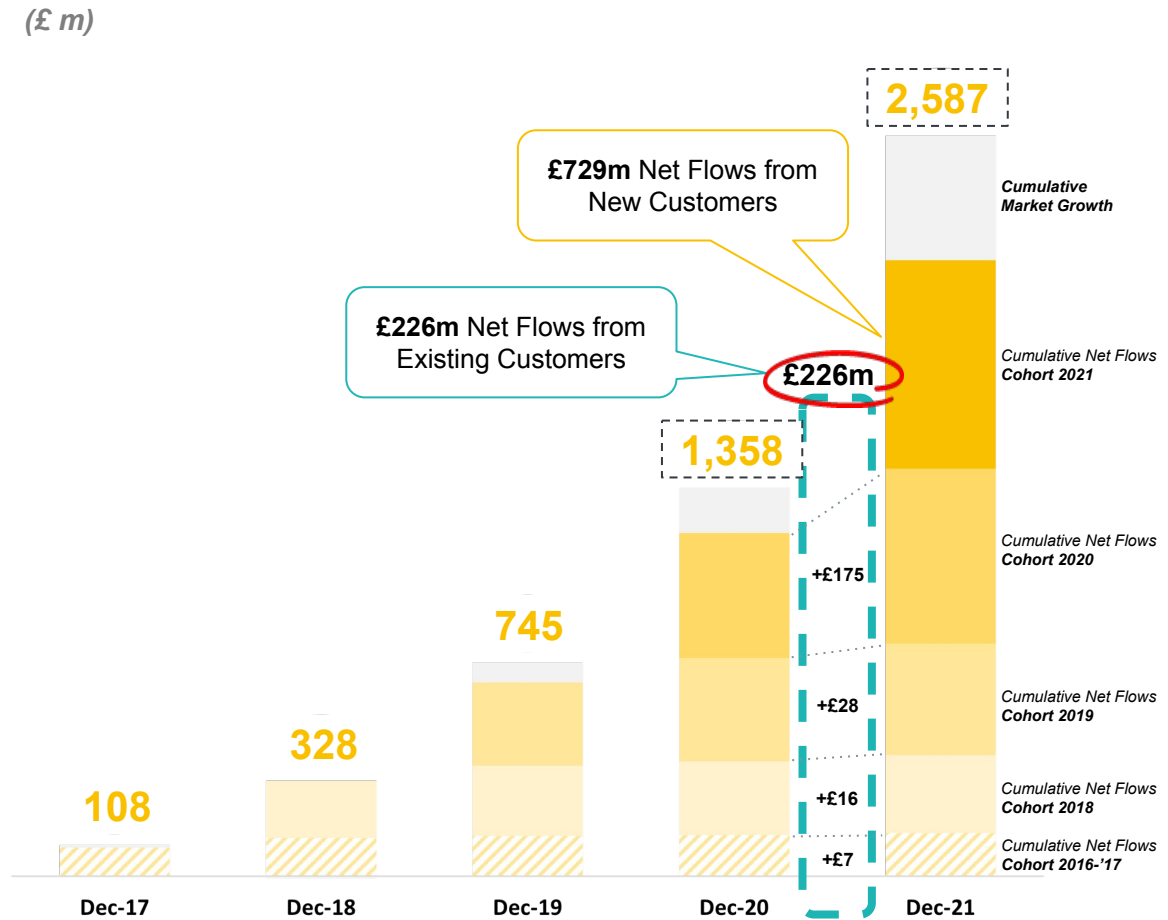 (£ m)
2,587
£729m Net Flows from
New Customers
Cumulative
Market Growth
£226m Net Flows from
Existing Customers
£226m
Cumulative Net Flows
Cohort 2021
1,358
+£175
Cumulative Net Flows
Cohort 2020
745
+£28
Cumulative Net Flows
Cohort 2019
328
+£16
Cumulative Net Flows
Cohort 2018
108
+£7
Cumulative Net Flows
Cohort 2016-'17
Dec-17
Dec-18
Dec-19
Dec-20
Dec-21